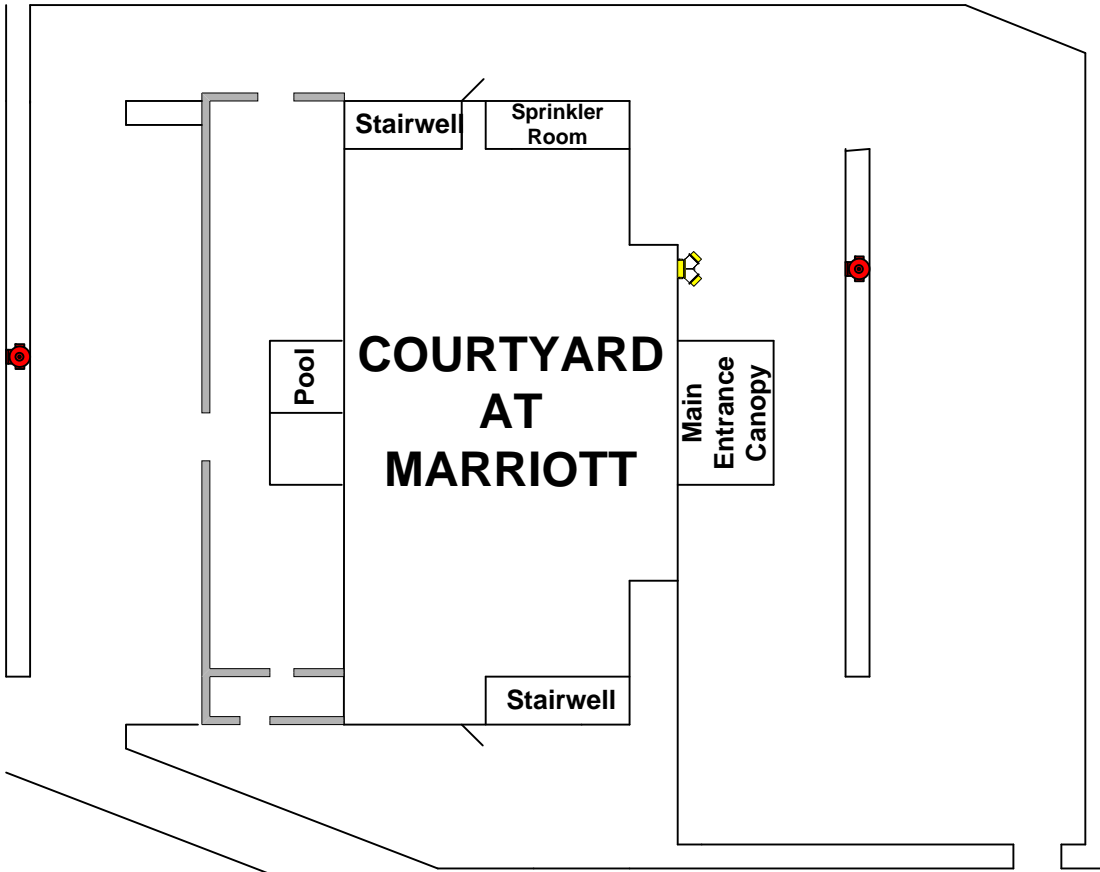 Stairwell
Sprinkler
Room
COURTYARD
AT
MARRIOTT
Pool
Main
Entrance
Canopy
Stairwell